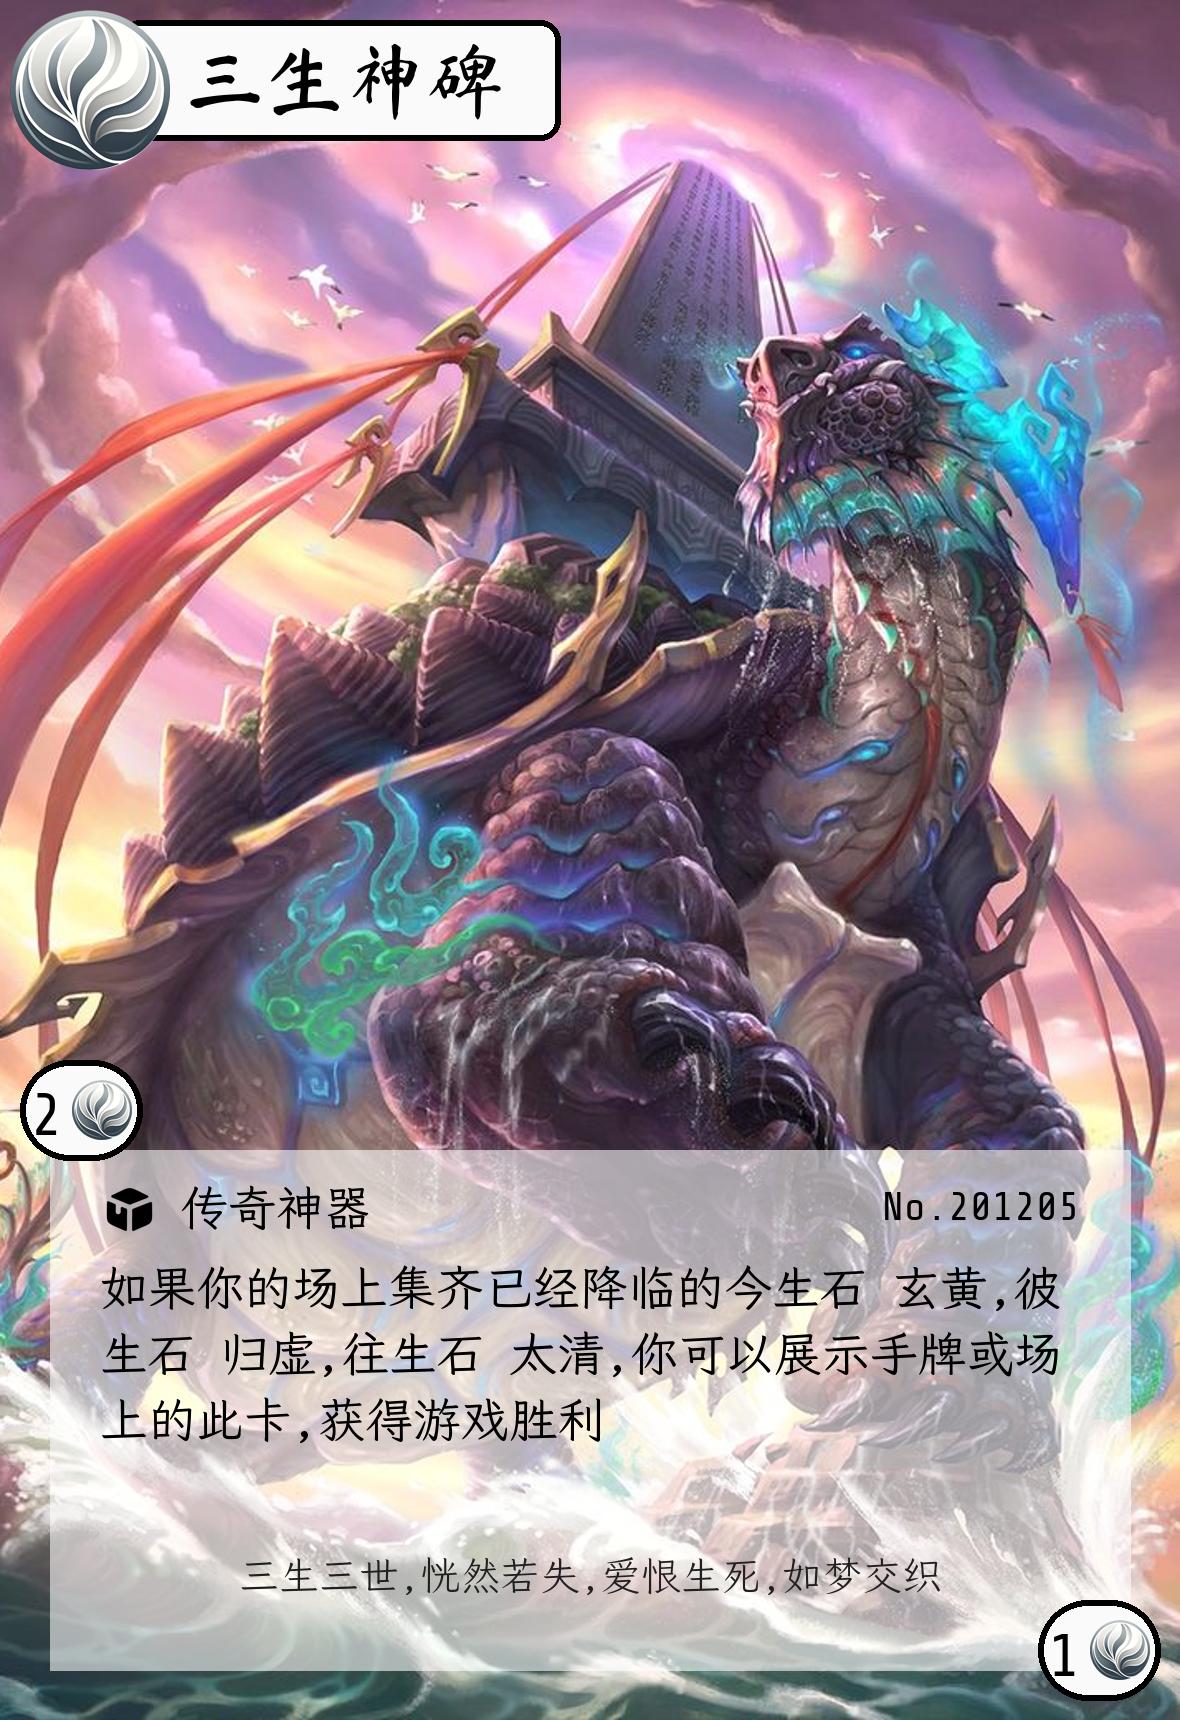 三生神碑
2
传奇神器 No.201205
如果你的场上集齐已经降临的今生石 玄黄,彼
生石 归虚,往生石 太清,你可以展示手牌或场
上的此卡,获得游戏胜利
三生三世,恍然若失,爱恨生死,如梦交织
1